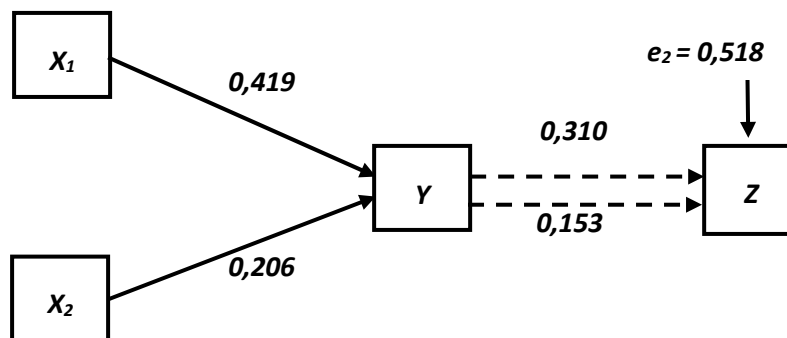 X₁
e₂ = 0,518
0,419
0,310
Y
Z
0,153
0,206
X₂